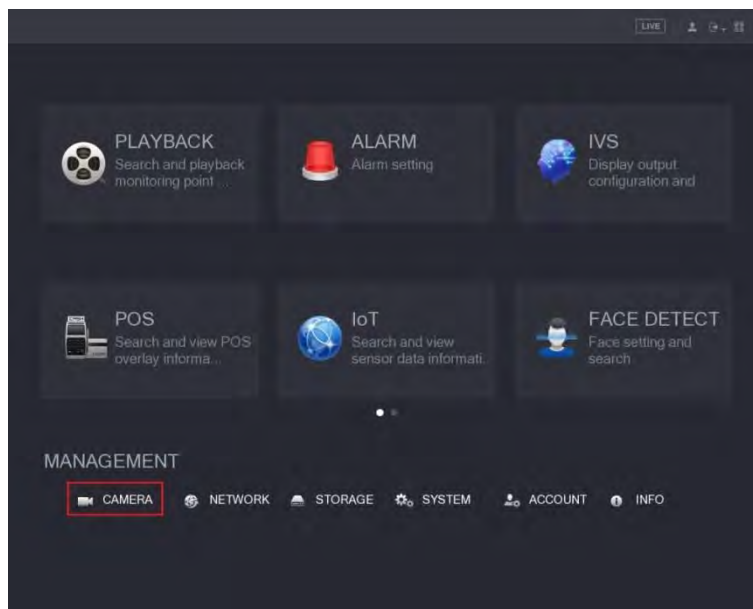 LIVE
PLAYBACK
Search and playback
monitoring point ...
ALARM
Alarm setting
IVS
Display output
configuration and
POS
Search and view POS
overlay informa...
IoT
Search and view
sensor data informati.
FACE DETECT
Face setting and
search
MANAGEMENT
CAMERA NETWORK STORAGE SYSTEM ACCOUNT INFO